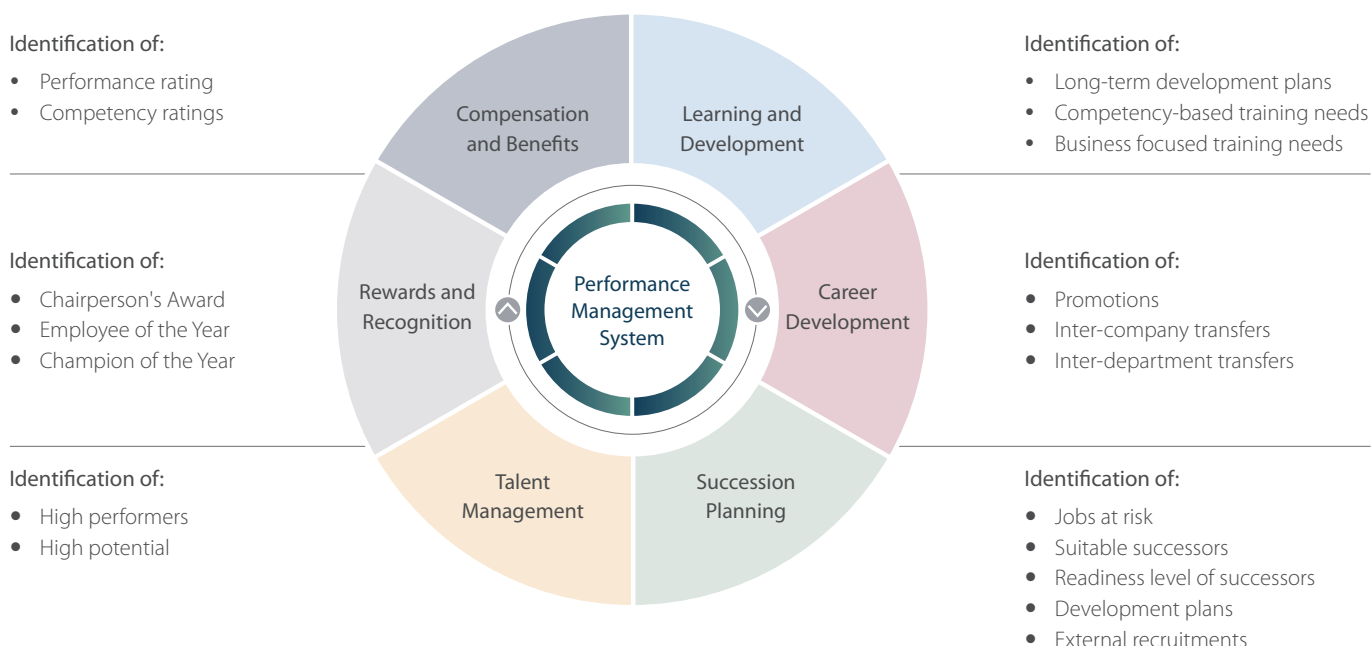 Identification of:
• Performance rating
• Competency ratings
Identification of:
• Chairperson's Award
• Employee of the Year
• Champion of the Year
Identification of:
• High performers
• High potential
Compensation
and Benefits
Learning and
Development
Rewards and
Recognition
Performance
Management
System
Career
Development
Talent
Management
Succession
Planning
Identification of:
• Long-term development plans
• Competency-based training needs
• Business focused training needs
Identification of:
• Promotions
• Inter-company transfers
• Inter-department transfers
Identification of:
• Jobs at risk
• Suitable successors
• Readiness level of successors
• Development plans
• External recruitments